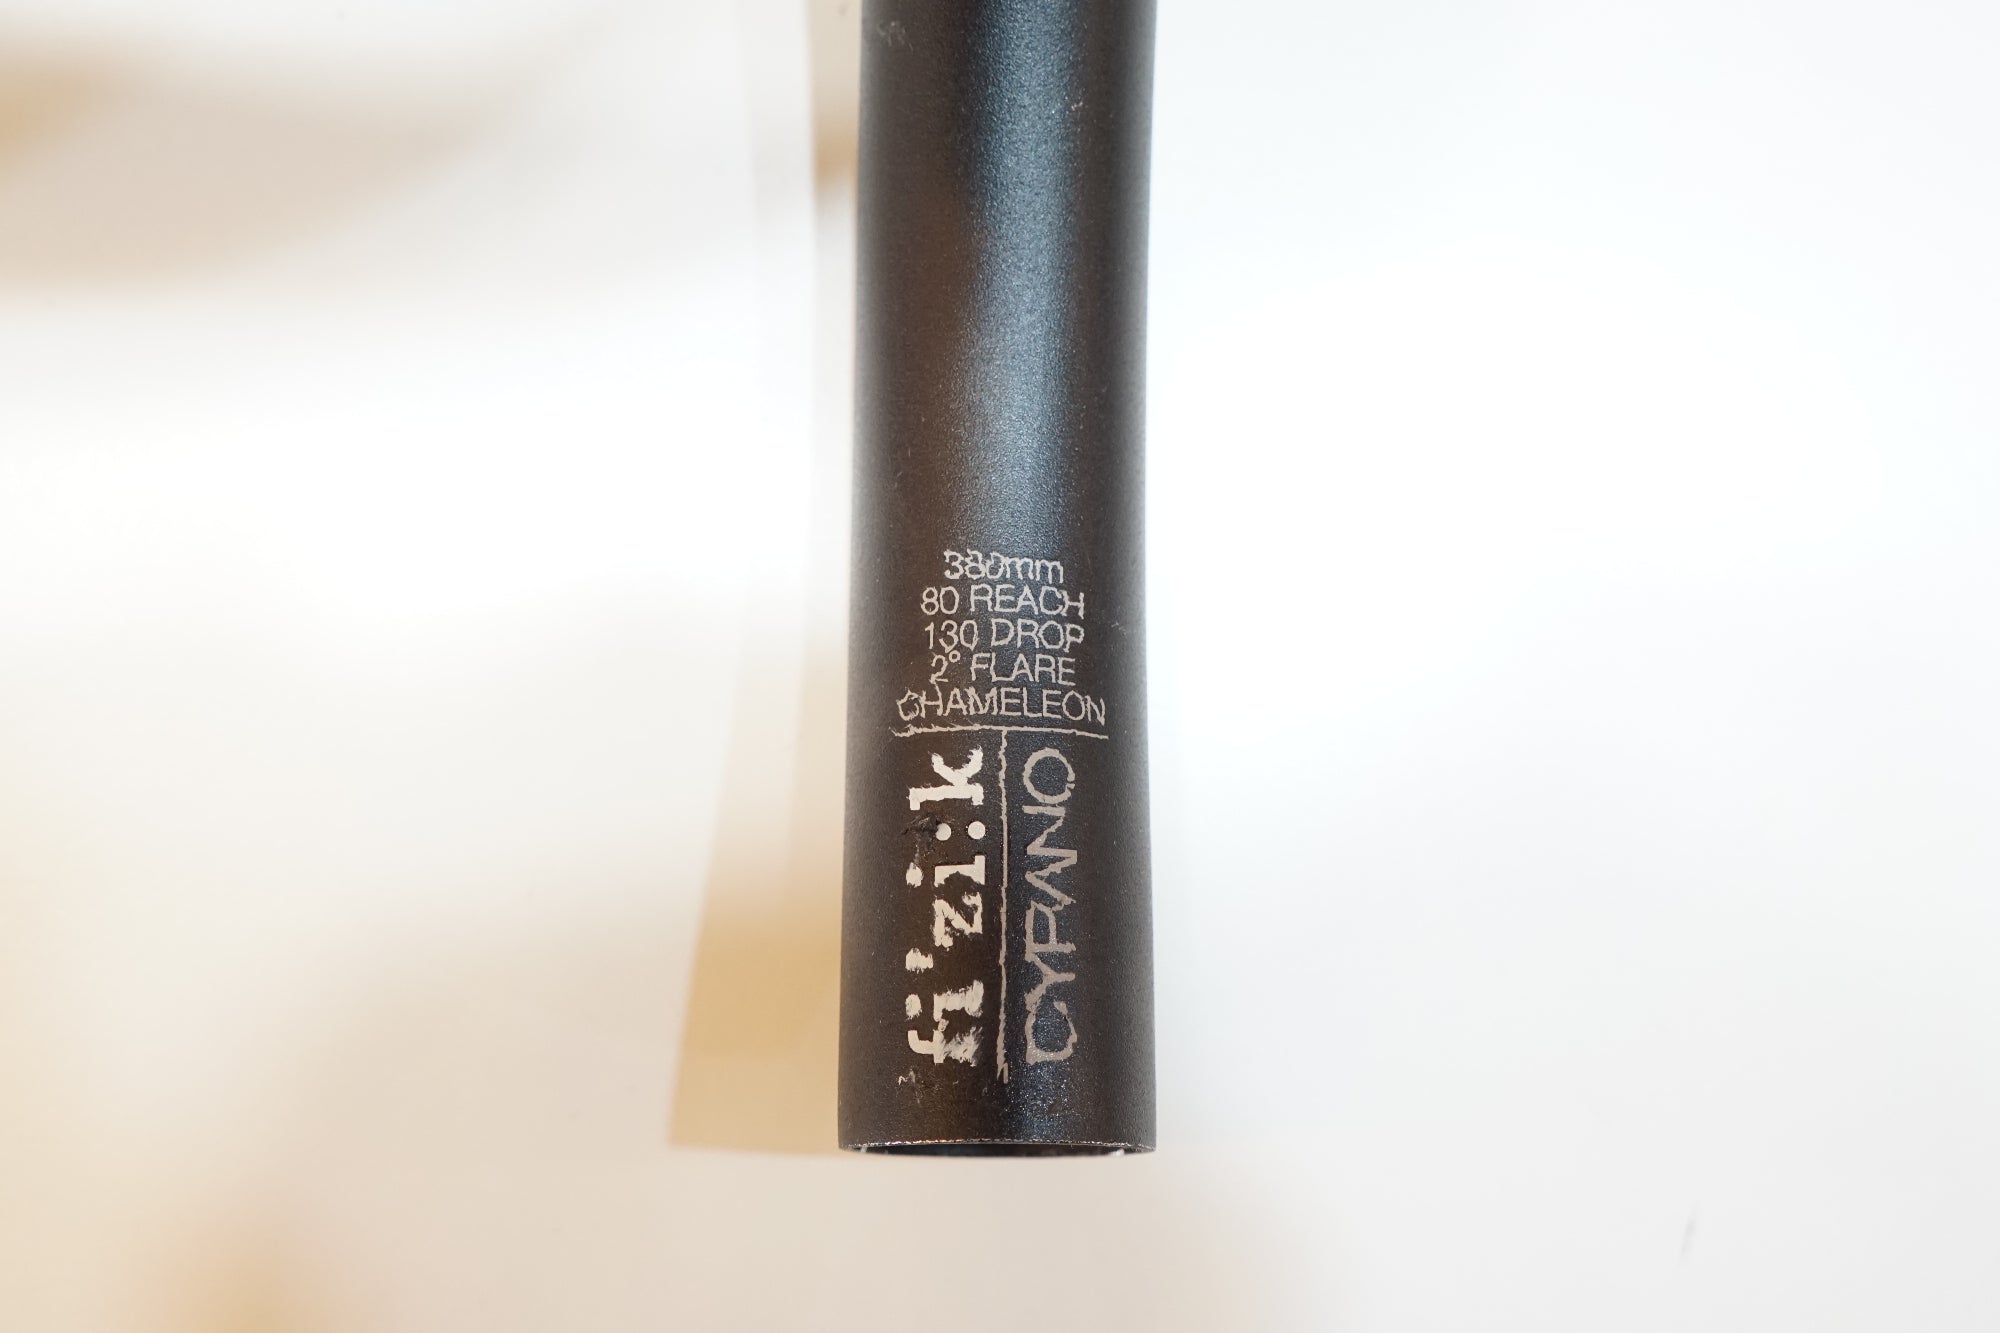 380mm
80 REACH
130 DROP
2° FLARE
CHAMELEON
fi'zi:k
CYRANO